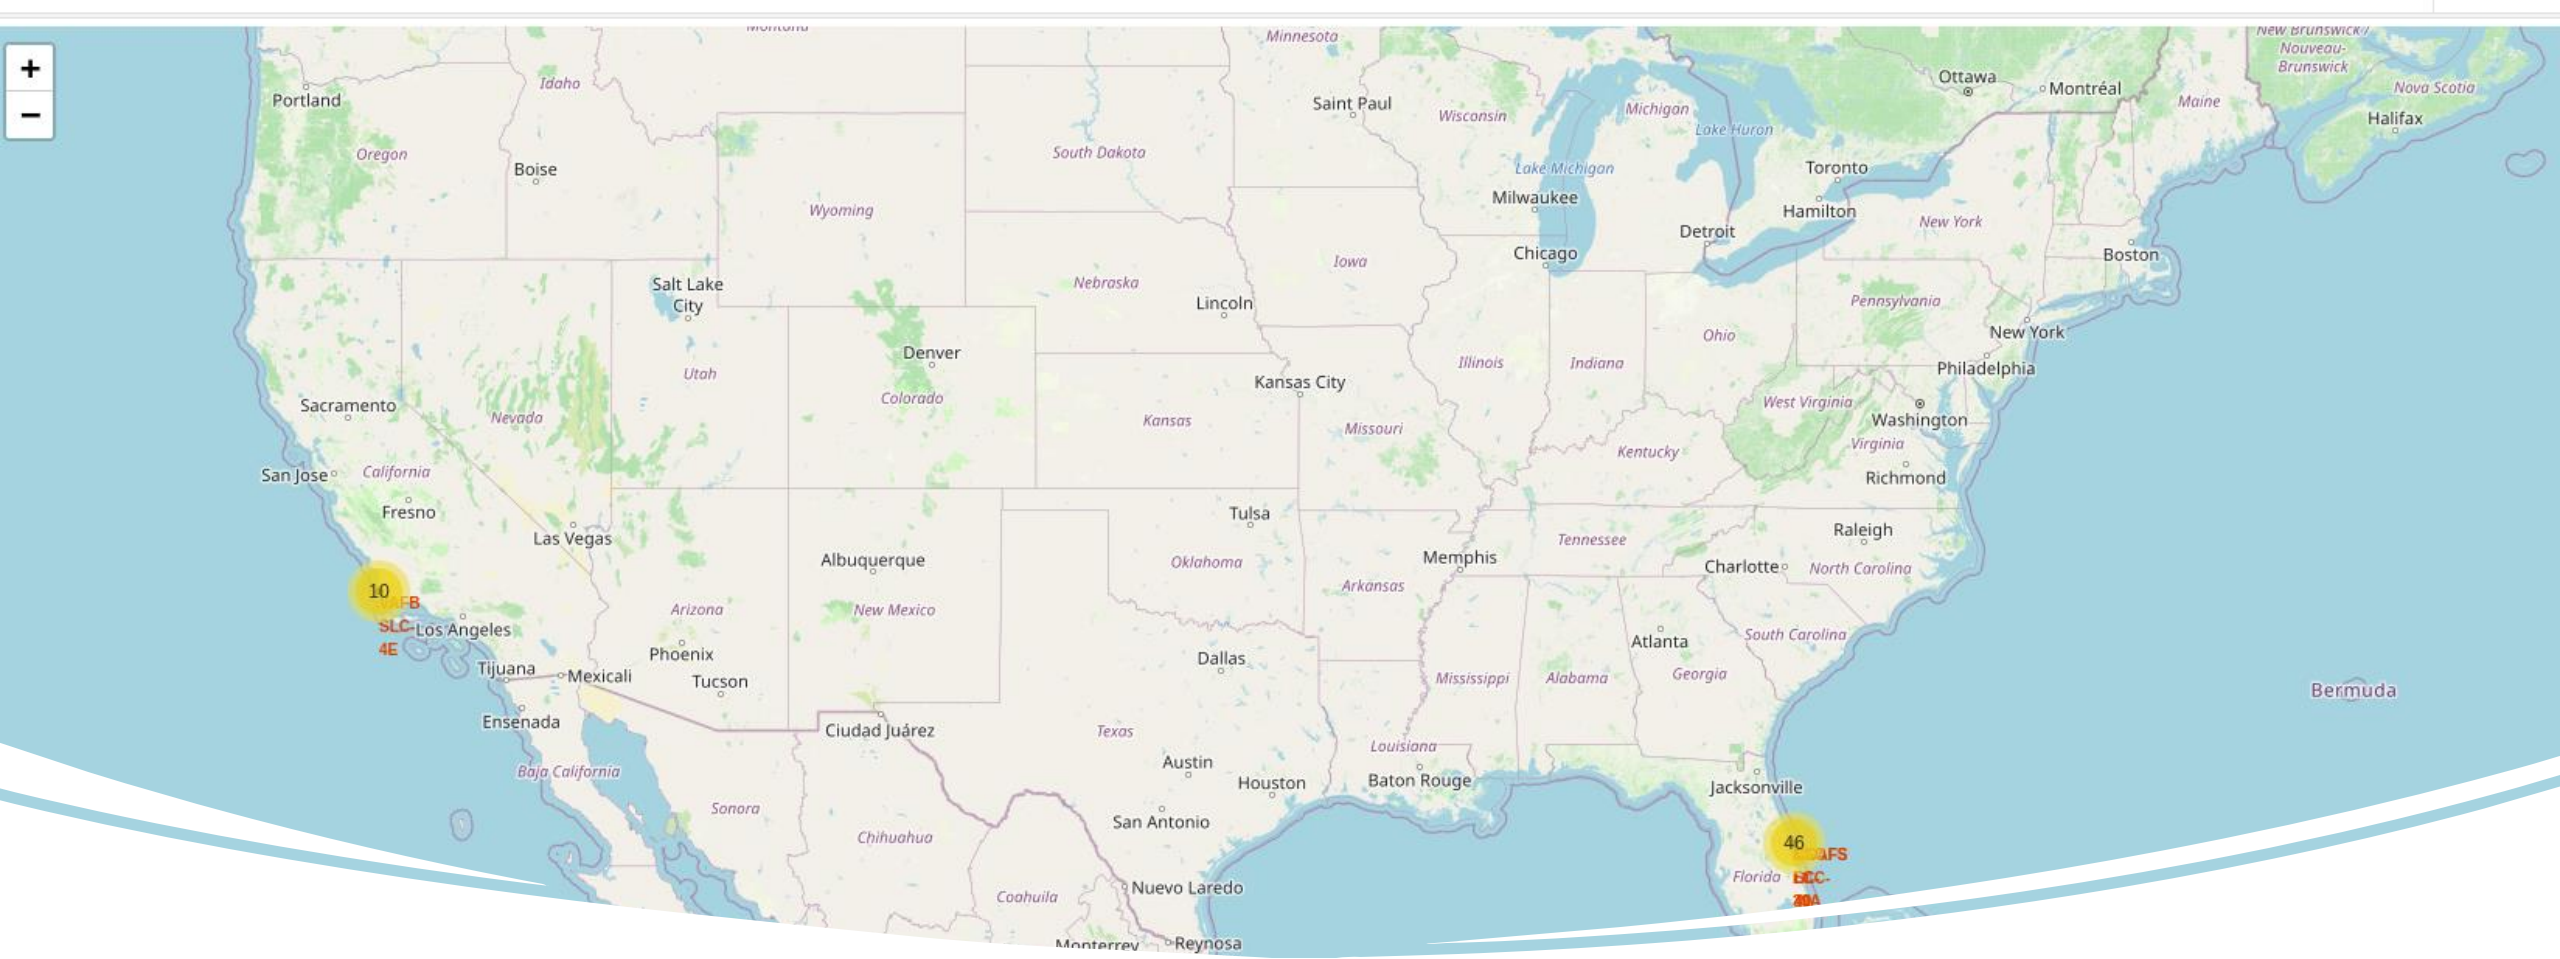 +
−
Montana
Minnesota
New Brunswick /
Nouveau-
Brunswick
Idaho
Portland
Saint Paul
Wisconsin
Michigan
Lake Huron
Ottawa
Montréal
Maine
Nova Scotia
Halifax
Oregon
Boise
South Dakota
Lake Michigan
Toronto
Wyoming
Milwaukee
Hamilton
New York
Detroit
Chicago
Boston
Iowa
Salt Lake
City
Nebraska
Lincoln
Pennsylvania
New York
Ohio
Denver
Utah
Colorado
Illinois
Indiana
Philadelphia
Kansas City
Sacramento
Nevada
Kansas
Missouri
West Virginia
Washington
Virginia
Kentucky
San Jose
California
Richmond
Fresno
Las Vegas
Tulsa
Raleigh
Albuquerque
Oklahoma
Memphis
Tennessee
Charlotte
North Carolina
Arkansas
10
VAFB
SLC-
4E
Los Angeles
Arizona
New Mexico
Phoenix
Atlanta
South Carolina
Dallas
Tijuana
Mexicali
Tucson
Mississippi
Alabama
Georgia
Bermuda
Ensenada
Ciudad Juárez
Texas
Louisiana
Baja California
Austin
Houston
Baton Rouge
Jacksonville
Sonora
San Antonio
Chihuahua
46
Florida
Coahuila
Nuevo Laredo
Monterrey
Reynosa